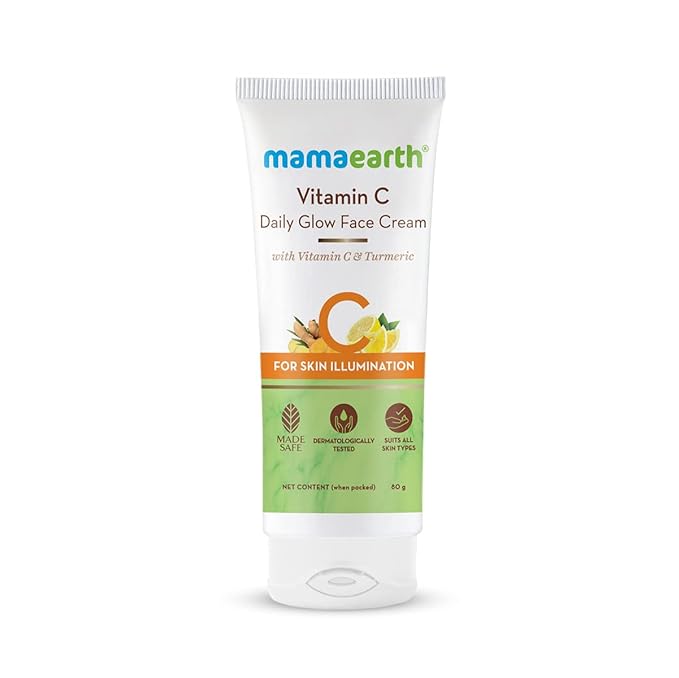 mamaearth®
Vitamin C
Daily Glow Face Cream
with Vitamin C & Turmeric
C
FOR SKIN ILLUMINATION
MADE SAFE
DERMATOLOGICALLY TESTED
SUITS ALL SKIN TYPES
NET CONTENT (when packed) 80 g